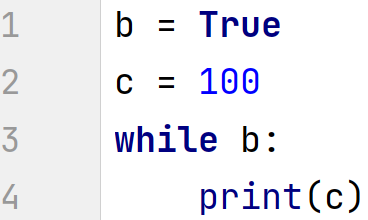 1 b = True
2 c = 100
3 while b:
4     print(c)